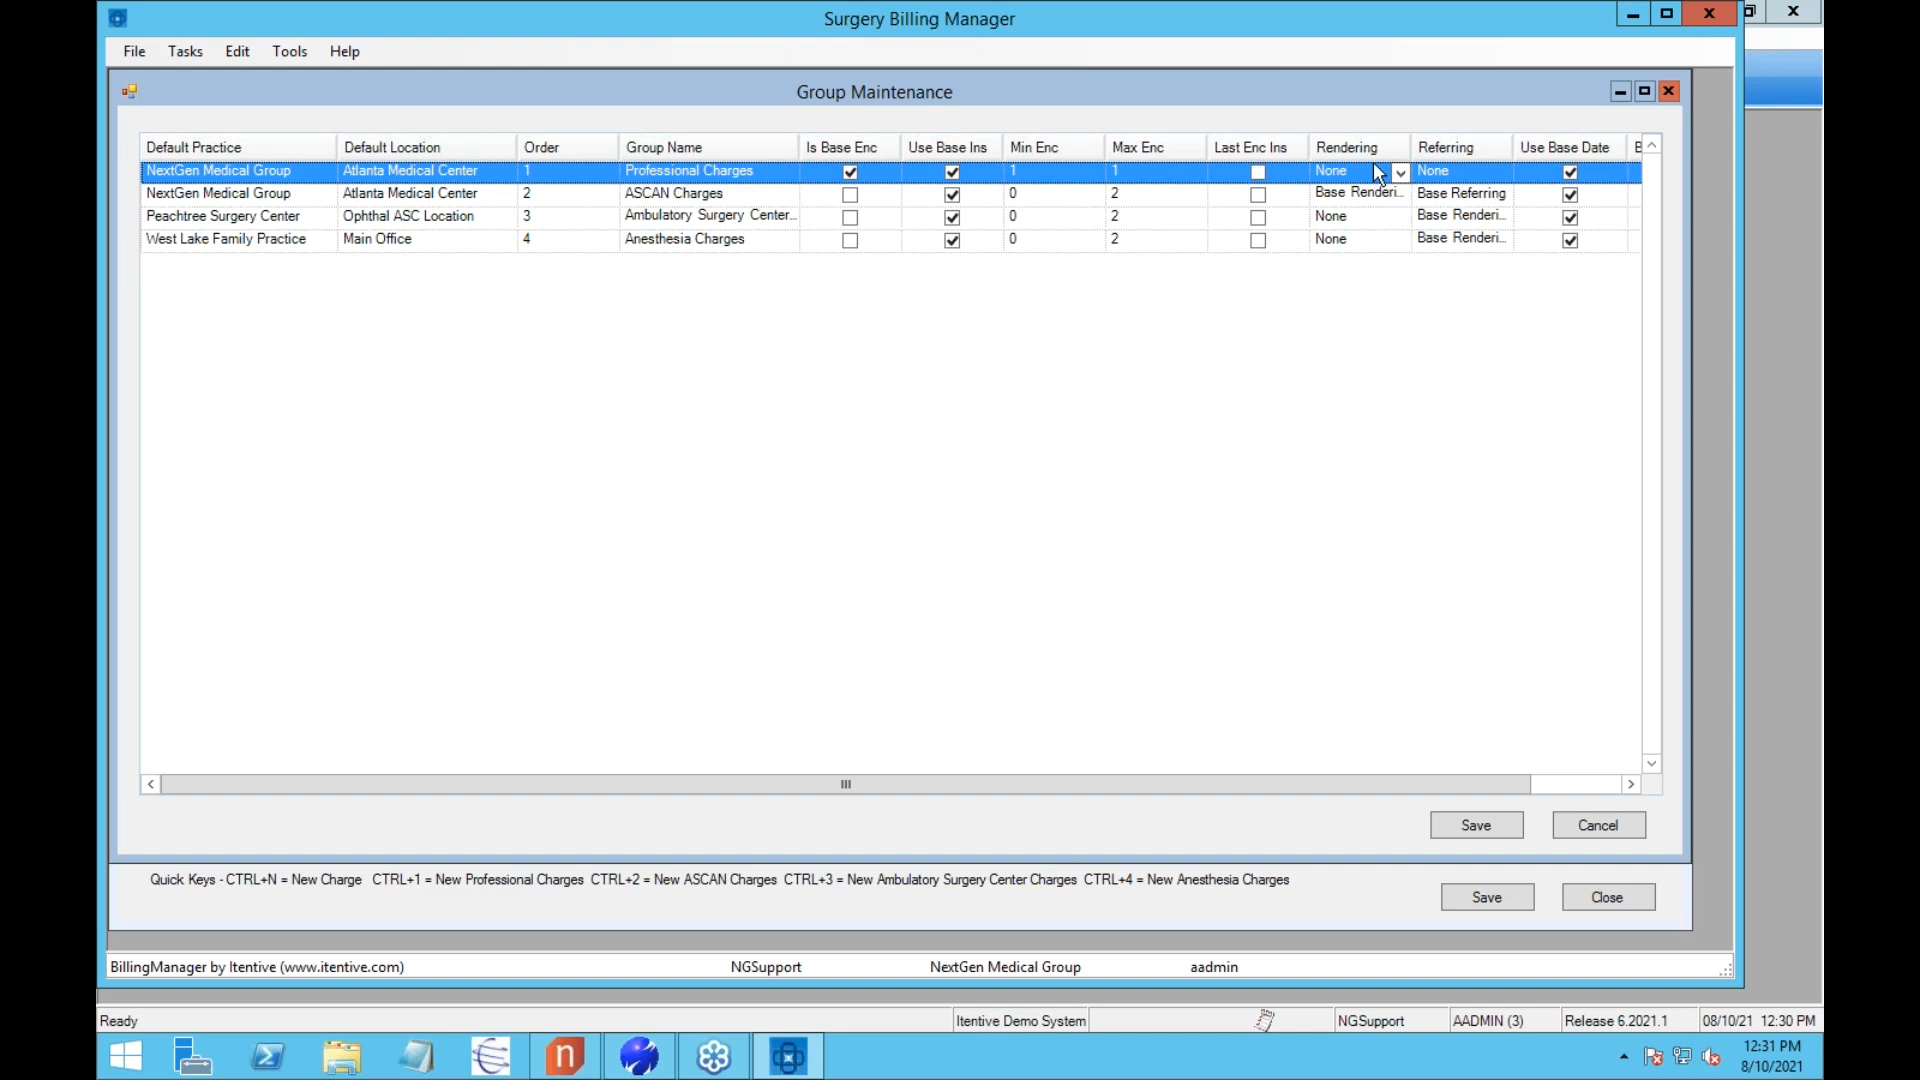 Surgery Billing Manager
File Tasks Edit Tools Help
Group Maintenance
Default Practice Default Location Order Group Name Is Base Enc Use Base Ins Min Enc Max Enc Last Enc Ins Rendering Referring Use Base Date
NextGen Medical Group Atlanta Medical Center 1 Professional Charges 1 1 None None
NextGen Medical Group Atlanta Medical Center 2 ASCAN Charges 0 2 Base Renderi... Base Referring
Peachtree Surgery Center Ophthal ASC Location 3 Ambulatory Surgery Center... 0 2 None Base Renderi...
West Lake Family Practice Main Office 4 Anesthesia Charges 0 2 None Base Renderi...
Save Cancel
Quick Keys - CTRL+N = New Charge CTRL+1 = New Professional Charges CTRL+2 = New ASCAN Charges CTRL+3 = New Ambulatory Surgery Center Charges CTRL+4 = New Anesthesia Charges
Save Close
BillingManager by Itentive (www.itentive.com) NGSupport NextGen Medical Group aadmin
Ready Itentive Demo System NGSupport AADMIN (3) Release 6.2021.1 08/10/21 12:30 PM
12:31 PM
8/10/2021